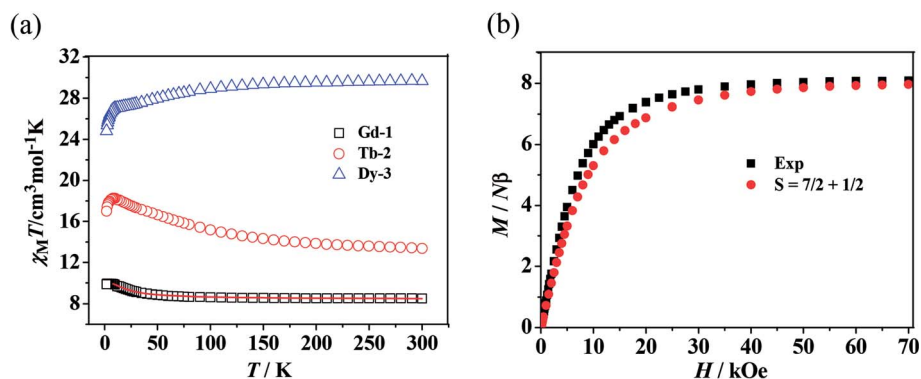 (a)
32
28
24
20
16
12
8
χMT/cm³mol⁻¹K
Gd-1
Tb-2
Dy-3
0 50 100 150 200 250 300
T / K
(b)
8
6
4
2
0
M / Nβ
Exp
S = 7/2 + 1/2
0 10 20 30 40 50 60 70
H / kOe